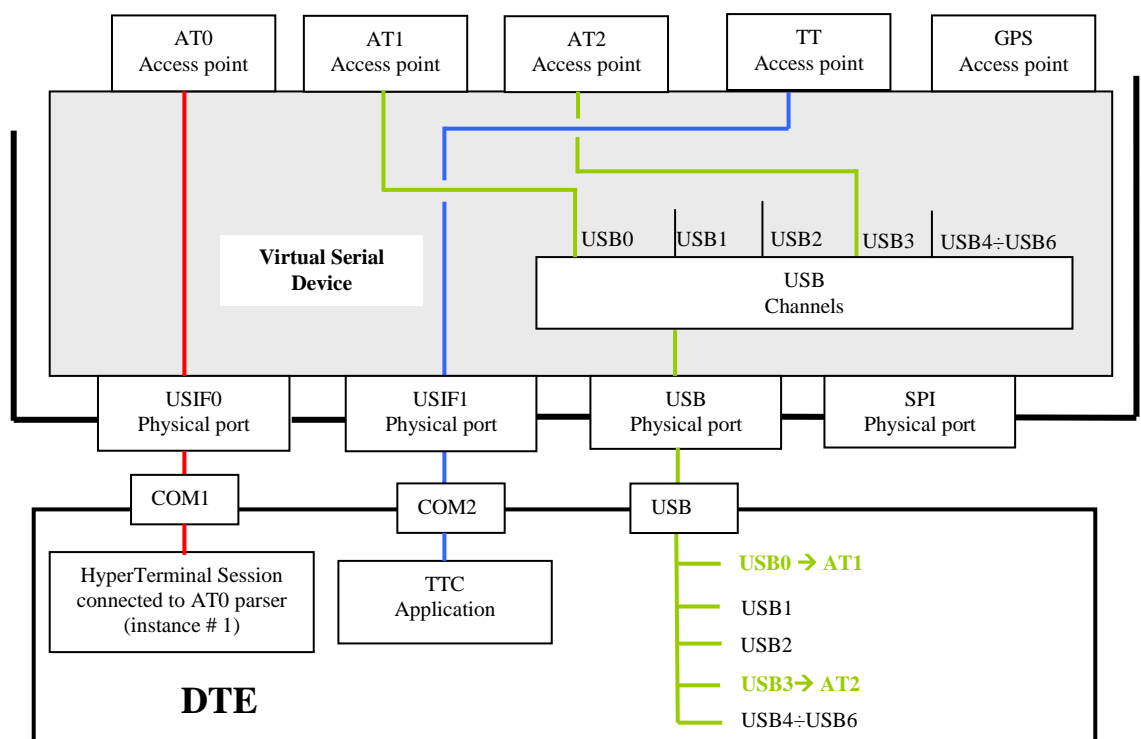 AT0
Access point
AT1
Access point
AT2
Access point
TT
Access point
GPS
Access point
Virtual Serial
Device
USB0
USB1
USB2
USB3
USB4÷USB6
USB
Channels
USIF0
Physical port
USIF1
Physical port
USB
Physical port
SPI
Physical port
COM1
COM2
USB
HyperTerminal Session
connected to AT0 parser
(instance # 1)
TTC
Application
USB0 → AT1
USB1
USB2
USB3→ AT2
USB4÷USB6
DTE